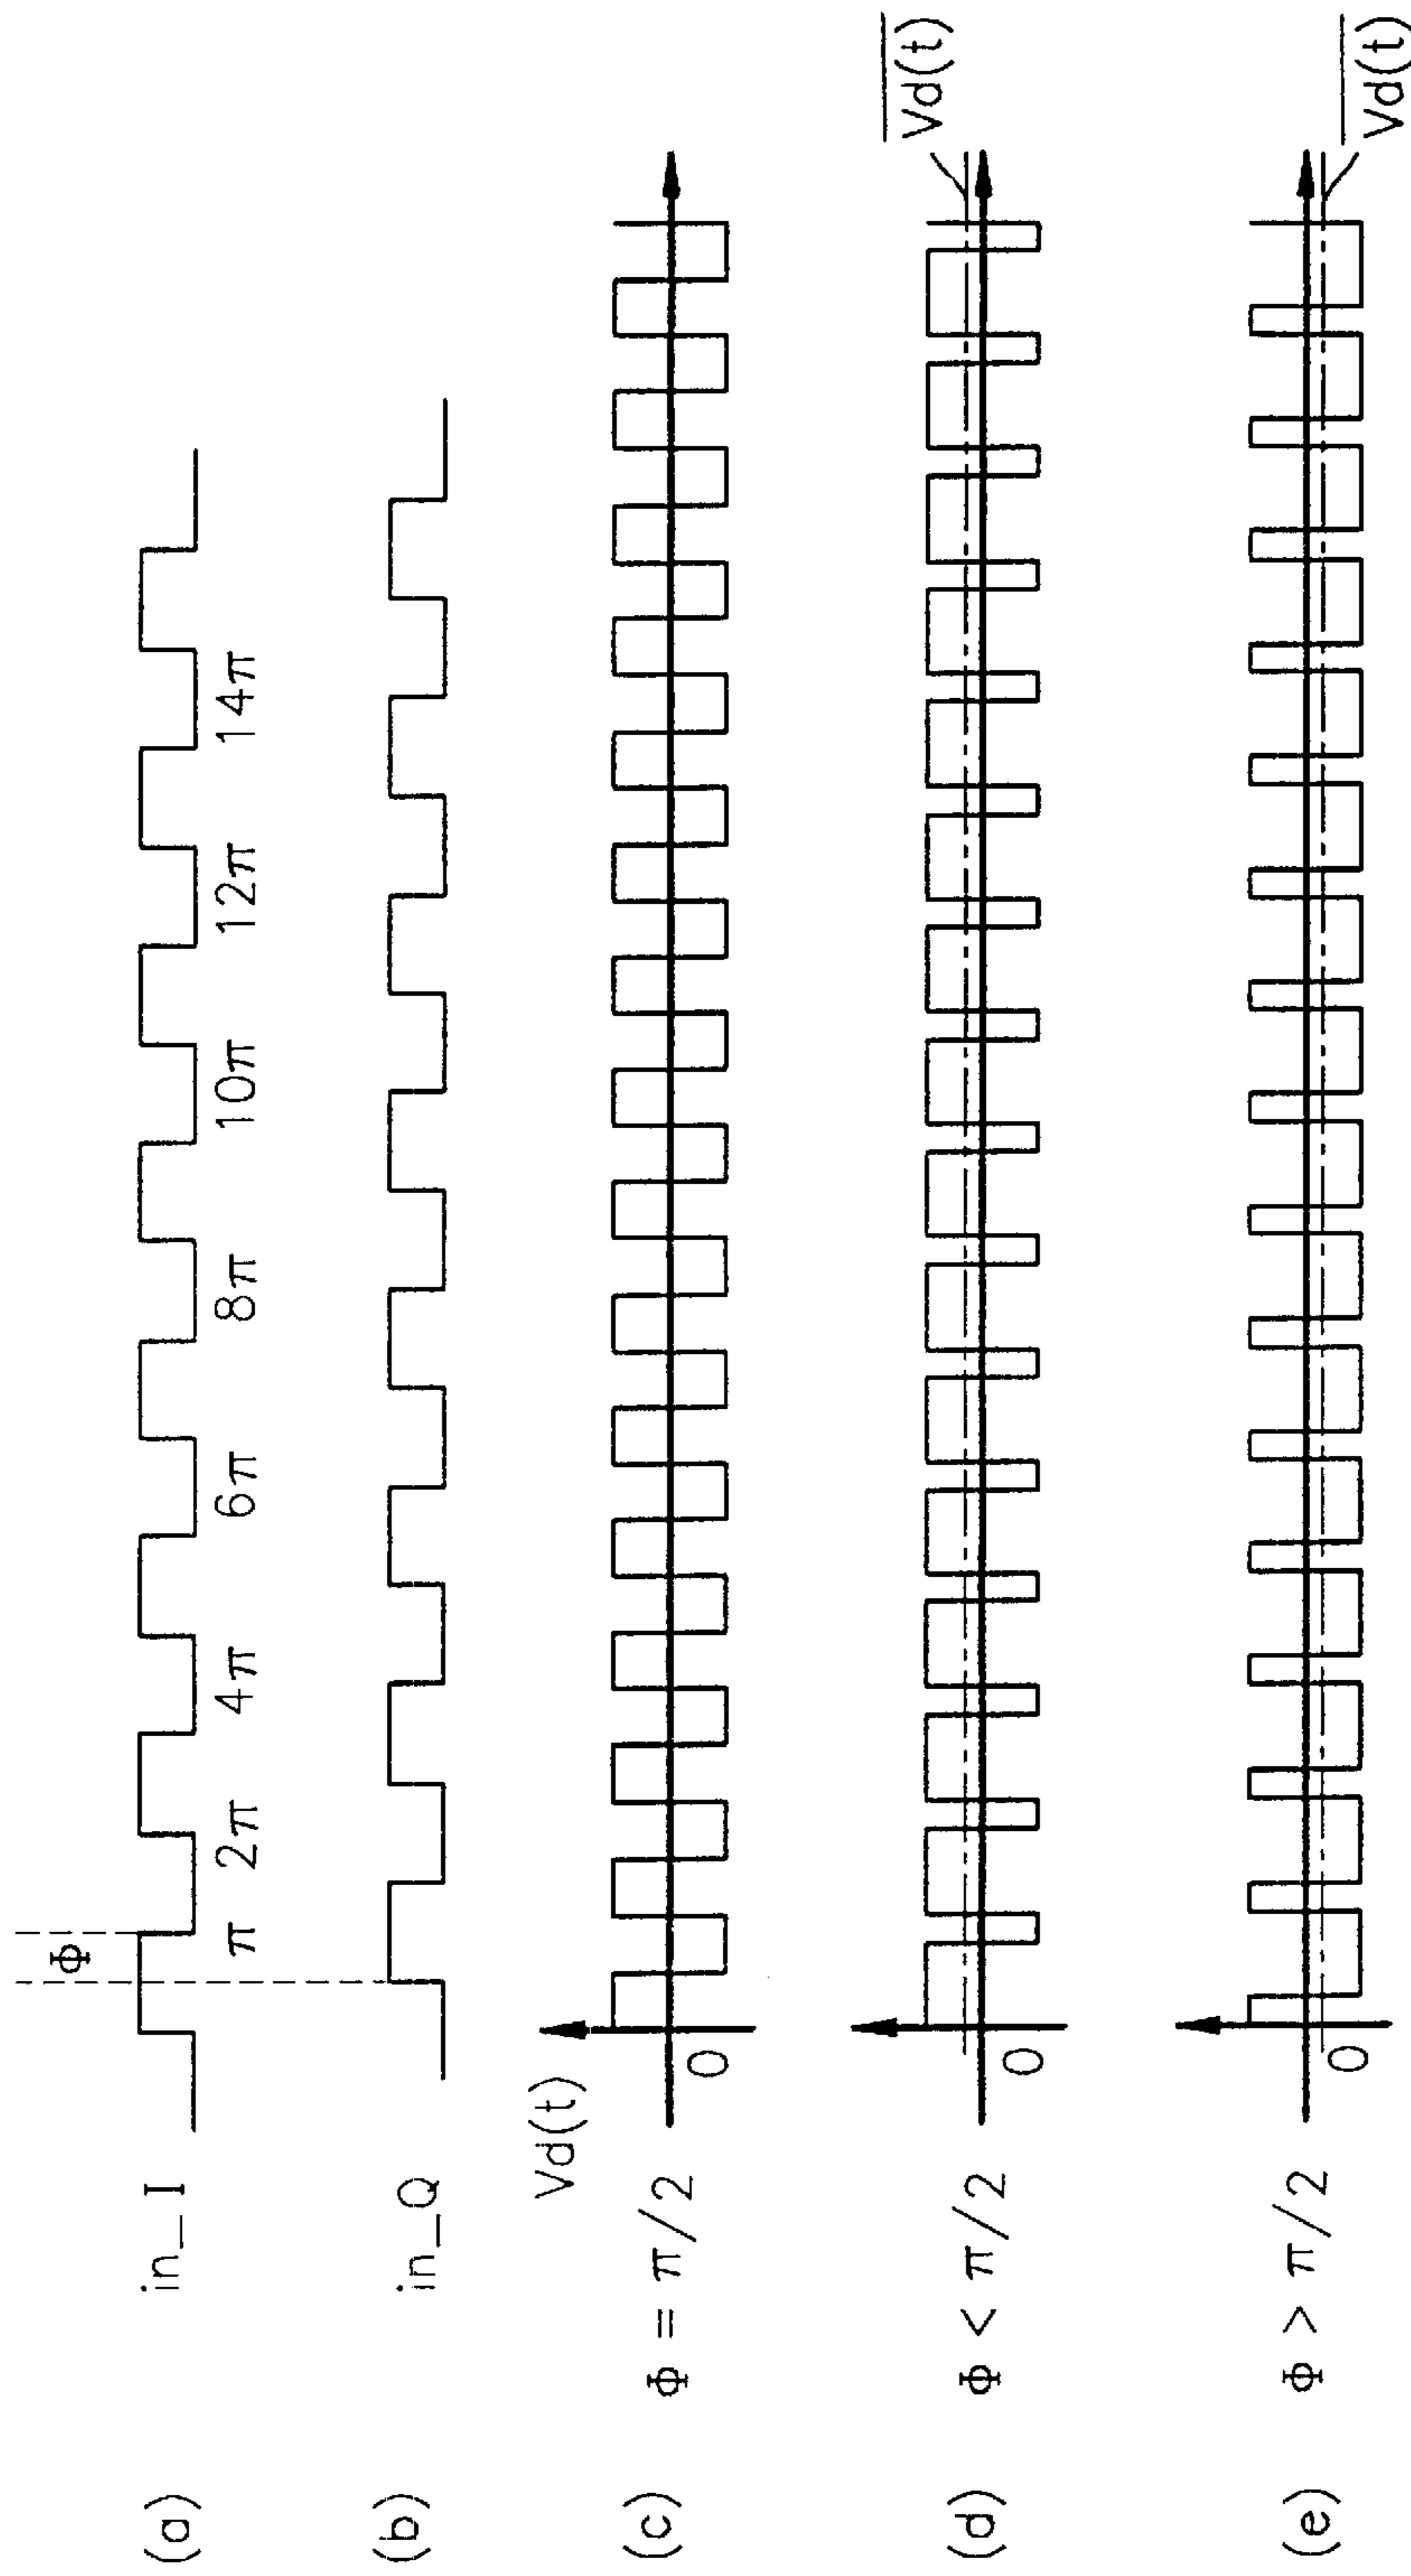 (a) in_I Φ
π 2π 4π 6π 8π 10π 12π 14π
(b) in_Q
Vd(t)
(c) Φ = π/2 0
Vd(t)
(d) Φ < π/2 0
(e) Φ > π/2 0
Vd(t)